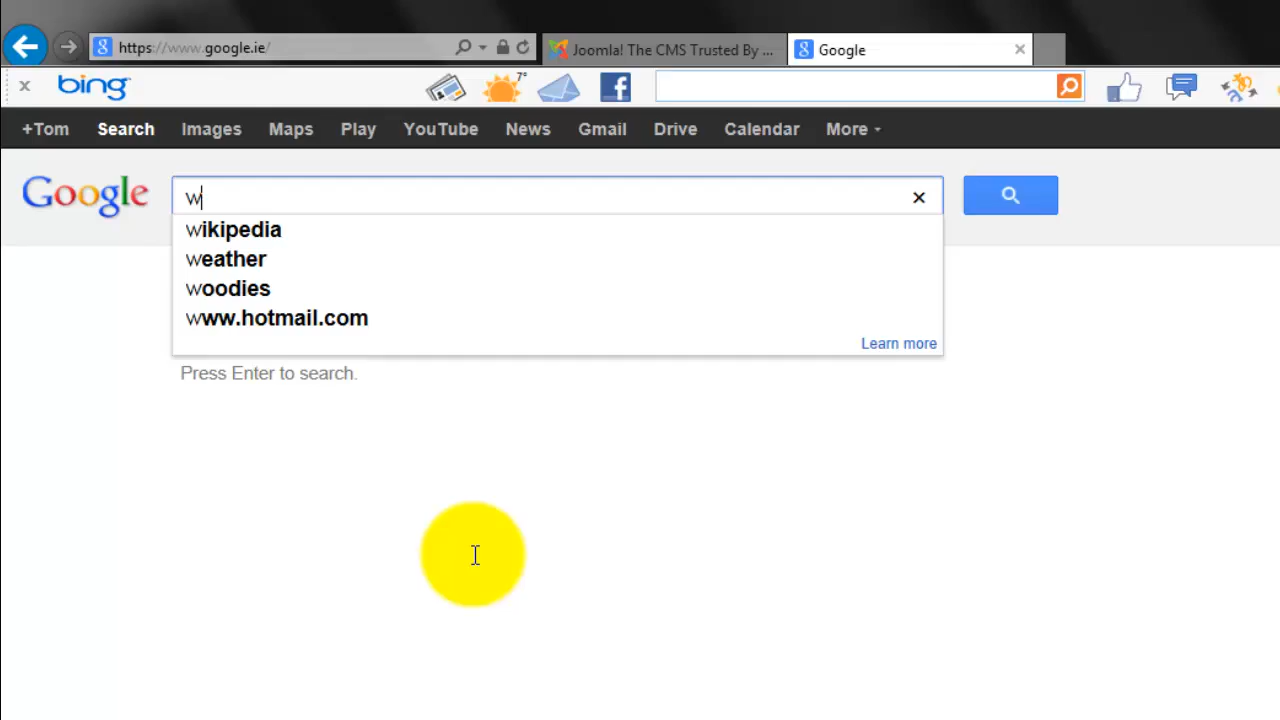 https://www.google.ie/
Joomla! The CMS Trusted By ...
Google
bing
7°
+Tom Search Images Maps Play YouTube News Gmail Drive Calendar More
Google
w
wikipedia
weather
woodies
www.hotmail.com
Learn more
Press Enter to search.